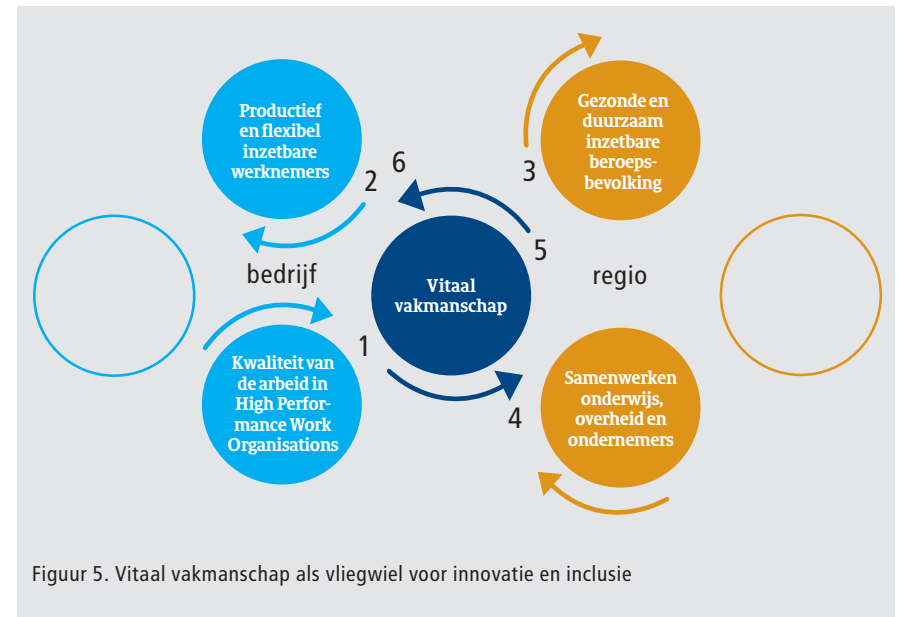 Productief
en flexibel
inzetbare
werknemers
Gezonde en
duurzaam
inzetbare
beroeps-
bevolking
2
6
3
5
bedrijf
Vitaal
vakmanschap
regio
1
4
Kwaliteit van
de arbeid in
High Perfor-
mance Work
Organisations
Samenwerken
onderwijs,
overheid en
ondernemers
Figuur 5. Vitaal vakmanschap als vliegwiel voor innovatie en inclusie